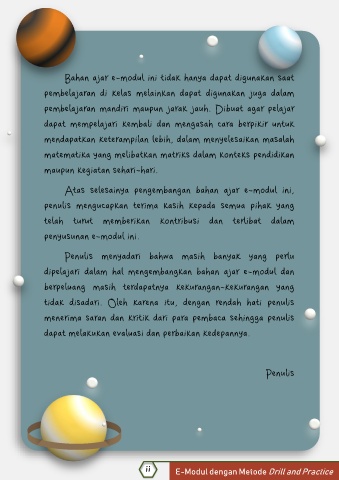 Bahan ajar e-modul ini tidak hanya dapat digunakan saat
pembelajaran di kelas melainkan dapat digunakan juga dalam
pembelajaran mandiri maupun jarak jauh. Dibuat agar pelajar
dapat mempelajari kembali dan mengasah cara berpikir untuk
mendapatkan keterampilan lebih, dalam menyelesaikan masalah
matematika yang melibatkan matriks dalam konteks pendidikan
maupun kegiatan sehari-hari.
Atas selesainya pengembangan bahan ajar e-modul ini,
penulis mengucapkan terima kasih kepada semua pihak yang
telah turut memberikan kontribusi dan terlibat dalam
penyusunan e-modul ini.
Penulis menyadari bahwa masih banyak yang perlu
dipelajari dalam hal mengembangkan bahan ajar e-modul dan
berpeluang masih terdapatnya kekurangan-kekurangan yang
tidak disadari. Oleh karena itu, dengan rendah hati penulis
menerima saran dan kritik dari para pembaca sehingga penulis
dapat melakukan evaluasi dan perbaikan kedepannya.
Penulis
ii
E-Modul dengan Metode Drill and Practice